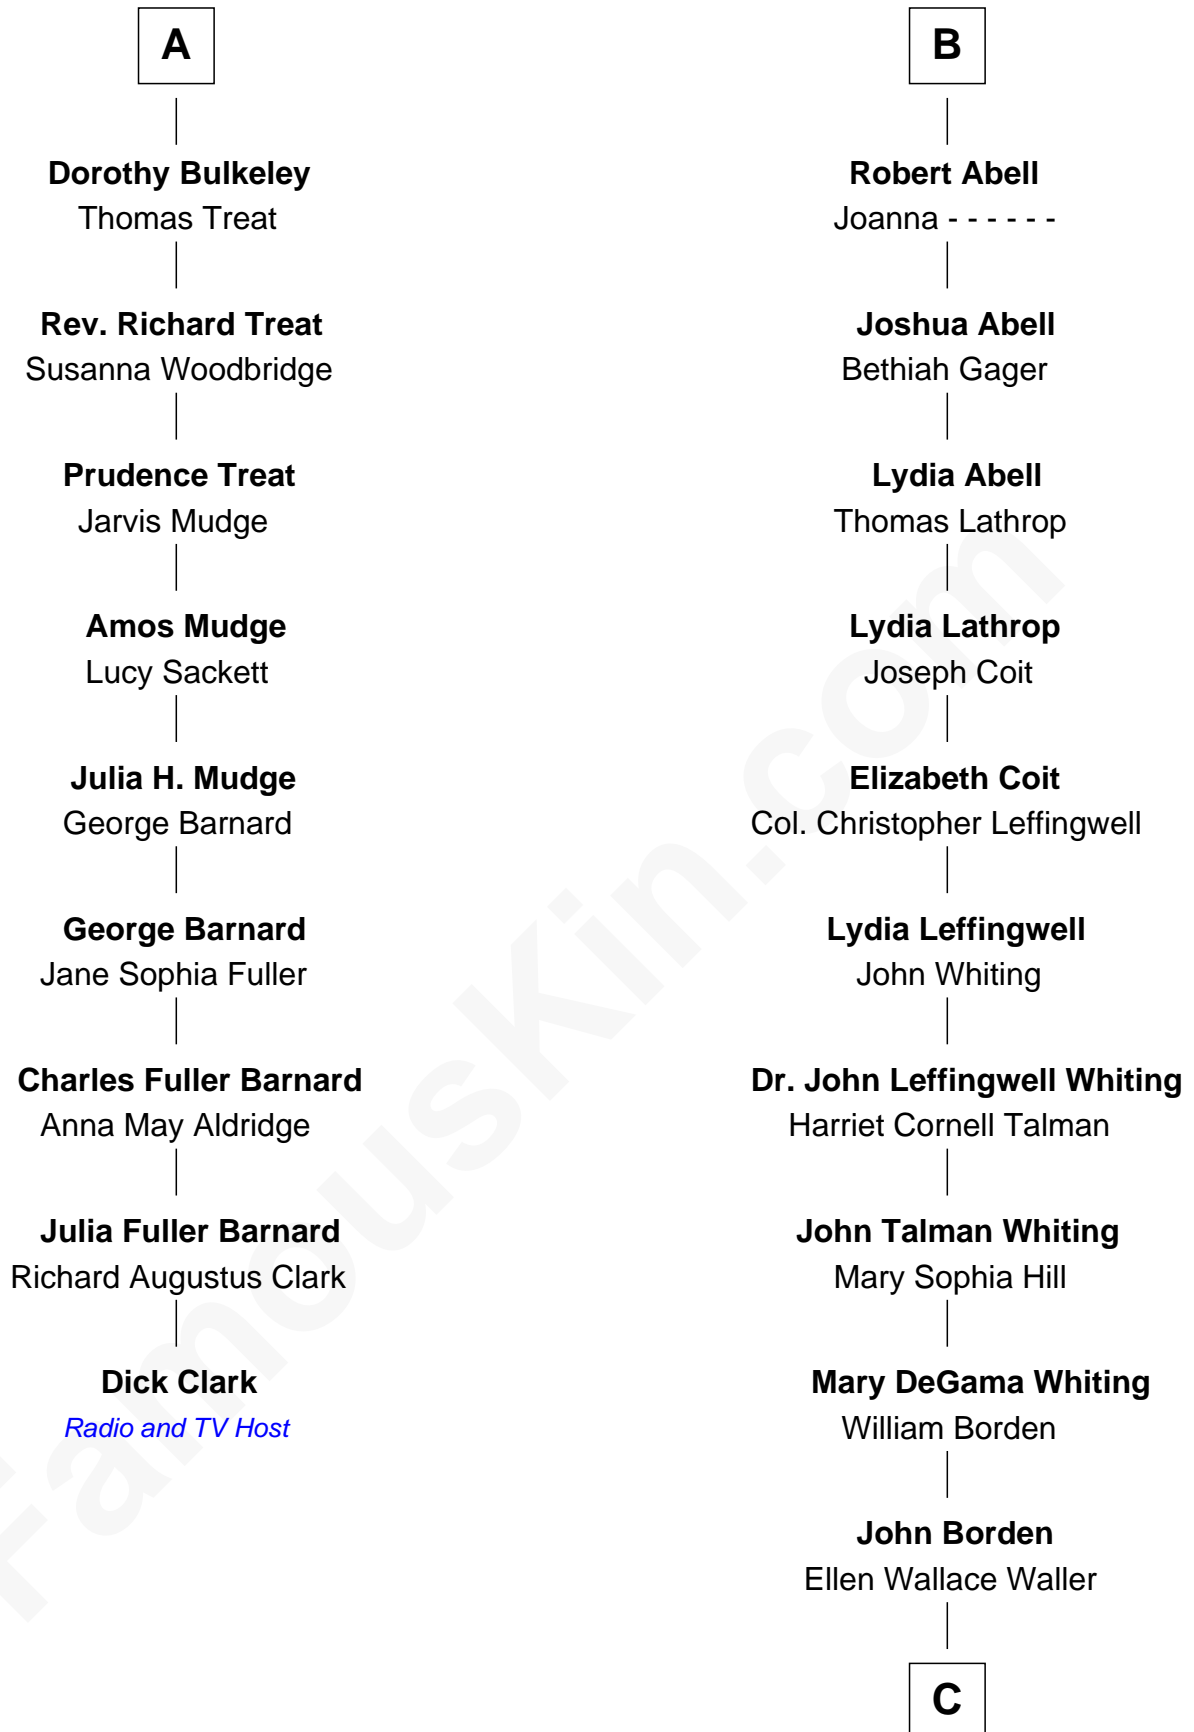 A
Dorothy Bulkeley
Thomas Treat
Rev. Richard Treat
Susanna Woodbridge
Prudence Treat
Jarvis Mudge
Amos Mudge
Lucy Sackett
Julia H. Mudge
George Barnard
George Barnard
Jane Sophia Fuller
Charles Fuller Barnard
Anna May Aldridge
Julia Fuller Barnard
Richard Augustus Clark
Dick Clark
Radio and TV Host
B
Robert Abell
Joanna - - - - - -
Joshua Abell
Bethiah Gager
Lydia Abell
Thomas Lathrop
Lydia Lathrop
Joseph Coit
Elizabeth Coit
Col. Christopher Leffingwell
Lydia Leffingwell
John Whiting
Dr. John Leffingwell Whiting
Harriet Cornell Talman
John Talman Whiting
Mary Sophia Hill
Mary DeGama Whiting
William Borden
John Borden
Ellen Wallace Waller
C
FamousKin.com